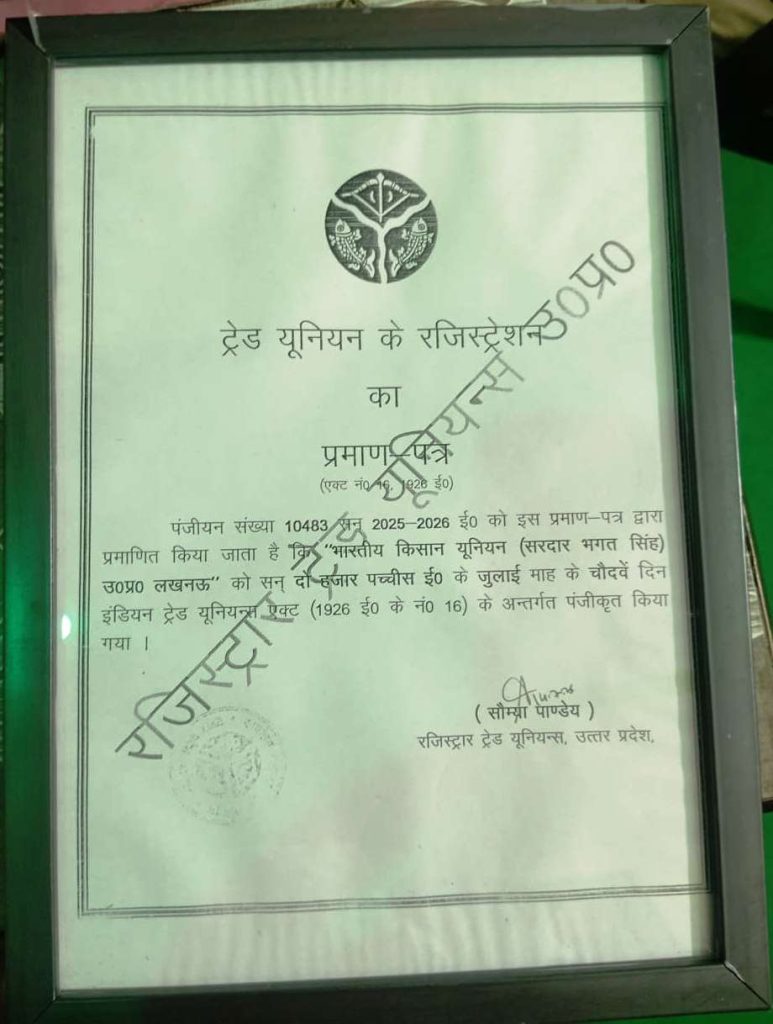 ट्रेड यूनियन के रजिस्ट्रेशन
का
प्रमाण–पत्र
(एक्ट नं0 16, 1926 ई0)
पंजीयन संख्या 10483 सन् 2025–2026 ई0 को इस प्रमाण–पत्र द्वारा
प्रमाणित किया जाता है कि "भारतीय किसान यूनियन (सरदार भगत सिंह)
उ0प्र0 लखनऊ" को सन् दो हजार पच्चीस ई0 के जुलाई माह के चौदवें दिन
इंडियन ट्रेड यूनियन्स एक्ट (1926 ई0 के नं0 16) के अन्तर्गत पंजीकृत किया
गया ।
( सौम्या पाण्डेय )
रजिस्ट्रार ट्रेड यूनियन्स, उत्तर प्रदेश,
रजिस्ट्रार ट्रेड यूनियन्स उ0प्र0